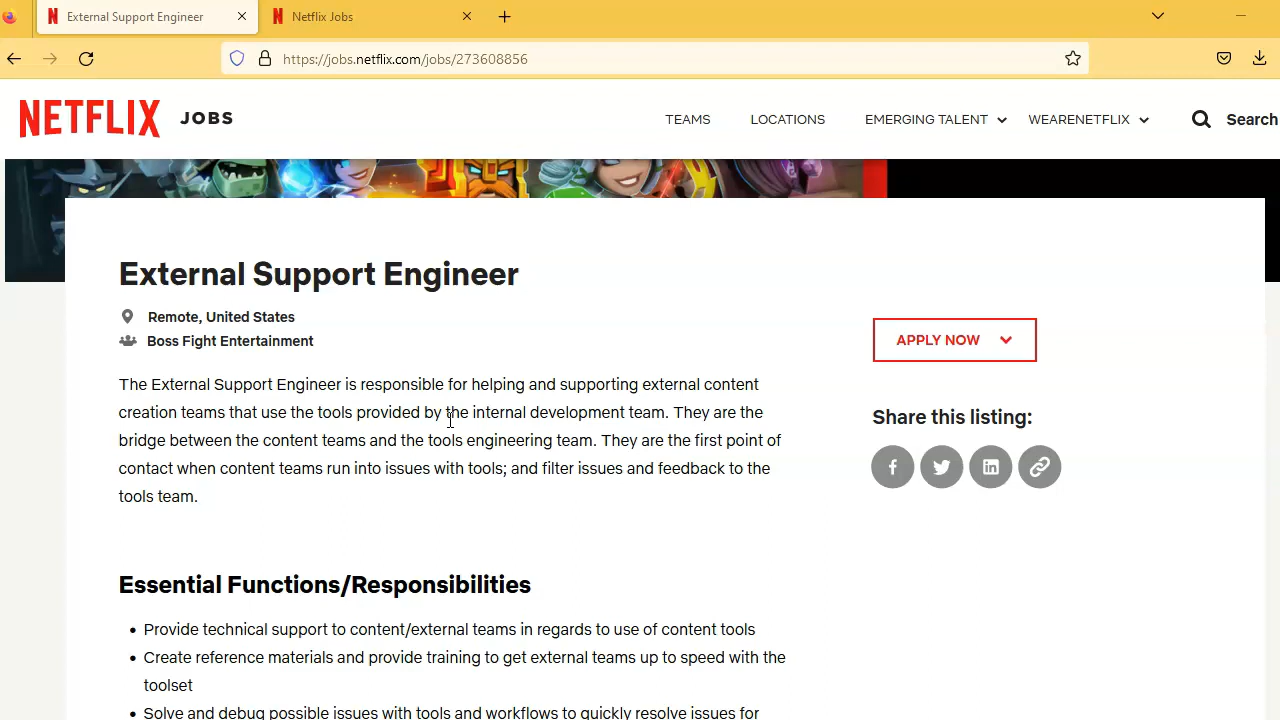 External Support Engineer
Netflix Jobs
https://jobs.netflix.com/jobs/273608856
NETFLIX JOBS
TEAMS LOCATIONS EMERGING TALENT WEARENETFLIX Search
External Support Engineer
Remote, United States
Boss Fight Entertainment
APPLY NOW
The External Support Engineer is responsible for helping and supporting external content
creation teams that use the tools provided by the internal development team. They are the
bridge between the content teams and the tools engineering team. They are the first point of
contact when content teams run into issues with tools; and filter issues and feedback to the
tools team.
Share this listing:
Essential Functions/Responsibilities
• Provide technical support to content/external teams in regards to use of content tools
• Create reference materials and provide training to get external teams up to speed with the
toolset
• Solve and debug possible issues with tools and workflows to quickly resolve issues for